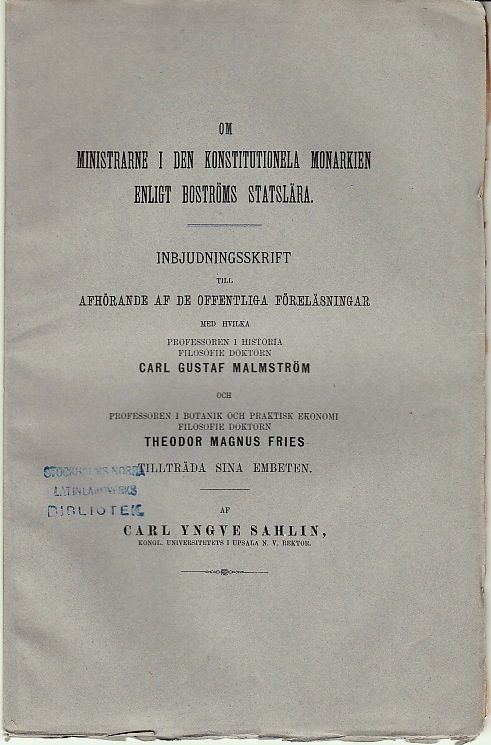 OM
MINISTRARNE I DEN KONSTITUTIONELA MONARKIEN
ENLIGT BOSTRÖMS STATSLÄRA.
INBJUDNINGSSKRIFT
TILL
AFHÖRANDE AF DE OFFENTLIGA FÖRELÄSNINGAR
MED HVILKA
PROFESSOREN I HISTORIA
FILOSOFIE DOKTORN
CARL GUSTAF MALMSTRÖM
OCH
PROFESSOREN I BOTANIK OCH PRAKTISK EKONOMI
FILOSOFIE DOKTORN
THEODOR MAGNUS FRIES
TILLTRÄDA SINA EMBETEN.
STOCKHOLMS NORRA
LATINLÄROVERKS
BIBLIOTEK
AF
CARL YNGVE SAHLIN,
KONGL. UNIVERSITETETS I UPSALA N. V. REKTOR.